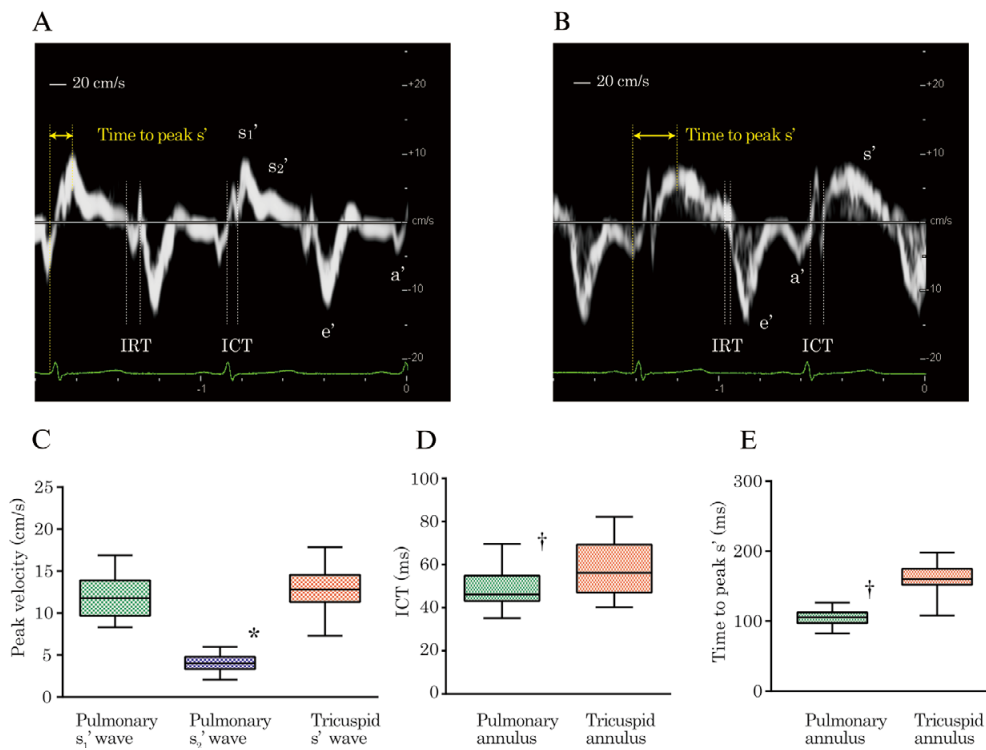 A
B
20 cm/s
+20
Time to peak s'
s₁'
s₂'
+10
cm/s
a'
-10
e'
IRT
ICT
-20
-1
0
20 cm/s
+20
Time to peak s'
+10
s'
cm/s
a'
-10
e'
IRT
ICT
-20
-1
0
C
D
E
Peak velocity (cm/s)
25
20
15
10
5
0
*
Pulmonary
s₁' wave
Pulmonary
s₂' wave
Tricuspid
s' wave
ICT (ms)
100
80
60
40
20
0
†
Pulmonary
annulus
Tricuspid
annulus
Time to peak s' (ms)
300
200
100
0
†
Pulmonary
annulus
Tricuspid
annulus